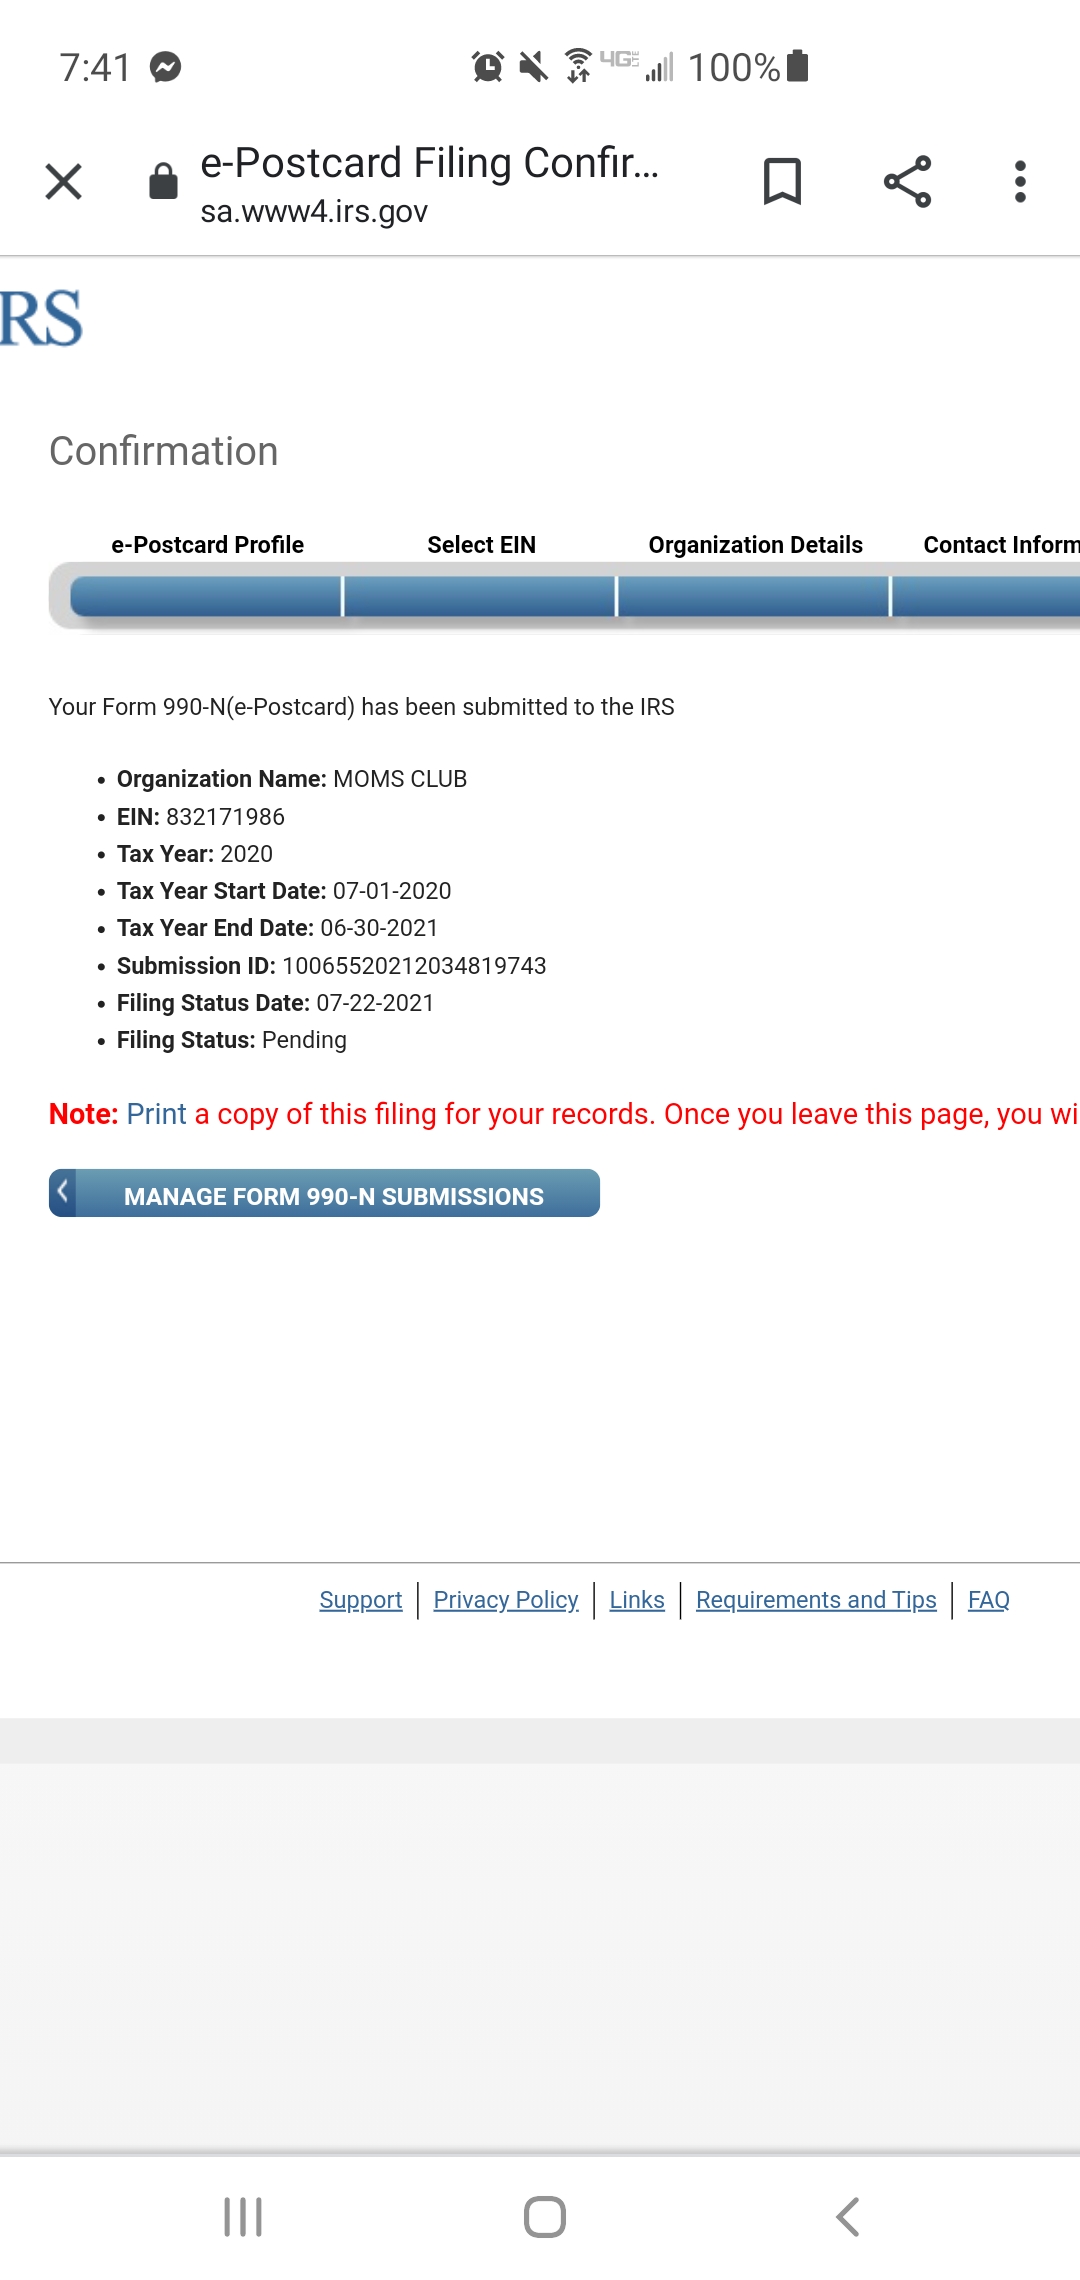 7:41 4G LTE 100%
e-Postcard Filing Confir...
sa.www4.irs.gov
RS
Confirmation
e-Postcard Profile Select EIN Organization Details Contact Inform
Your Form 990-N(e-Postcard) has been submitted to the IRS
• Organization Name: MOMS CLUB
• EIN: 832171986
• Tax Year: 2020
• Tax Year Start Date: 07-01-2020
• Tax Year End Date: 06-30-2021
• Submission ID: 10065520212034819743
• Filing Status Date: 07-22-2021
• Filing Status: Pending
Note: Print a copy of this filing for your records. Once you leave this page, you wi
MANAGE FORM 990-N SUBMISSIONS
Support | Privacy Policy | Links | Requirements and Tips | FAQ